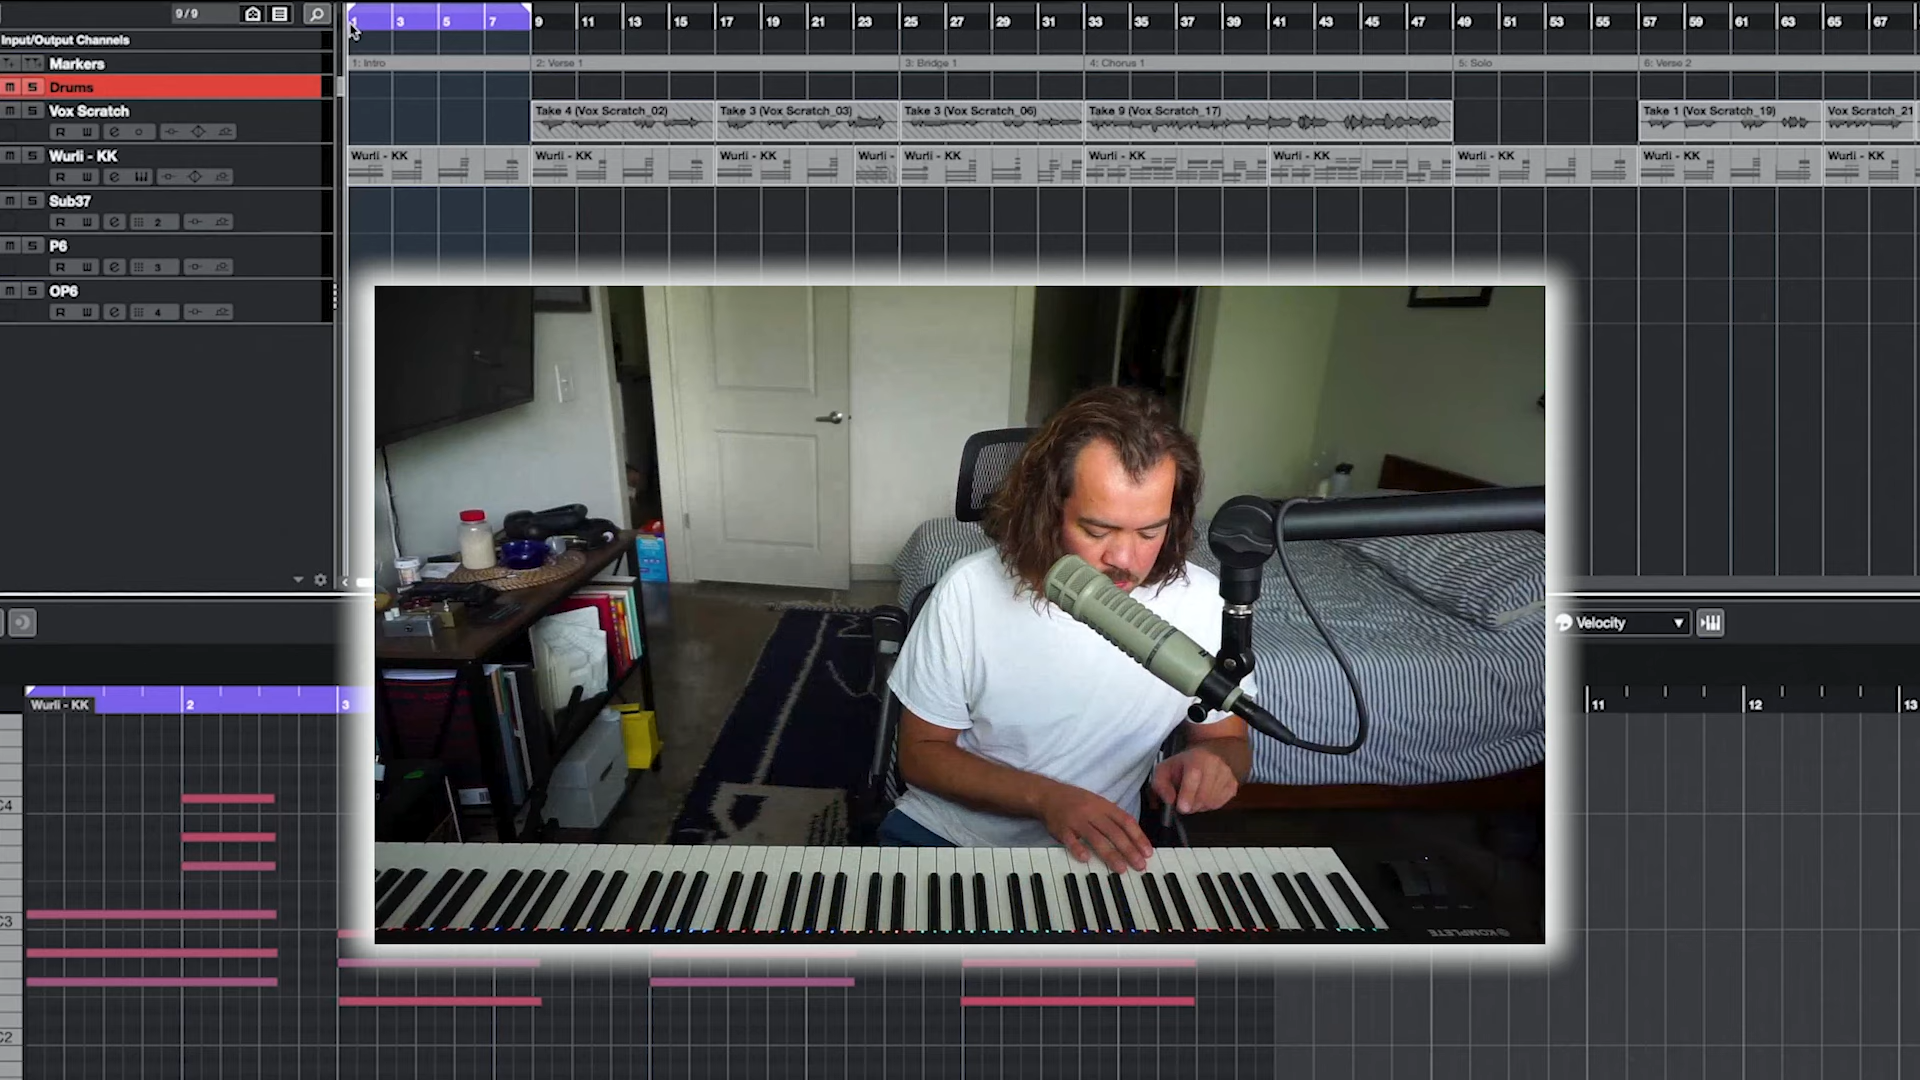 9/9
1 3 5 7 9 11 13 15 17 19 21 23 25 27 29 31 33 35 37 39 41 43 45 47 49 51 53 55 57 59 61 63 65 67
Input/Output Channels
Markers
1: Intro 2: Verse 1 3: Bridge 1 4: Chorus 1 5: Solo 6: Verse 2
m S Drums
m S Vox Scratch
Take 4 (Vox Scratch_02) Take 3 (Vox Scratch_03) Take 3 (Vox Scratch_06) Take 9 (Vox Scratch_17) Take 1 (Vox Scratch_19) Vox Scratch_21
R W e
m S Wurli - KK
Wurli - KK Wurli - KK Wurli - KK Wurli - Wurli - KK Wurli - KK Wurli - KK Wurli - KK Wurli - KK Wurli - KK
R W e
m S Sub37
R W e 2
m S P6
R W e 3
m S OP6
R W e 4
Velocity
Wurli - KK 2 3 11 12 13
C4
C3
C2
KOMPLETE